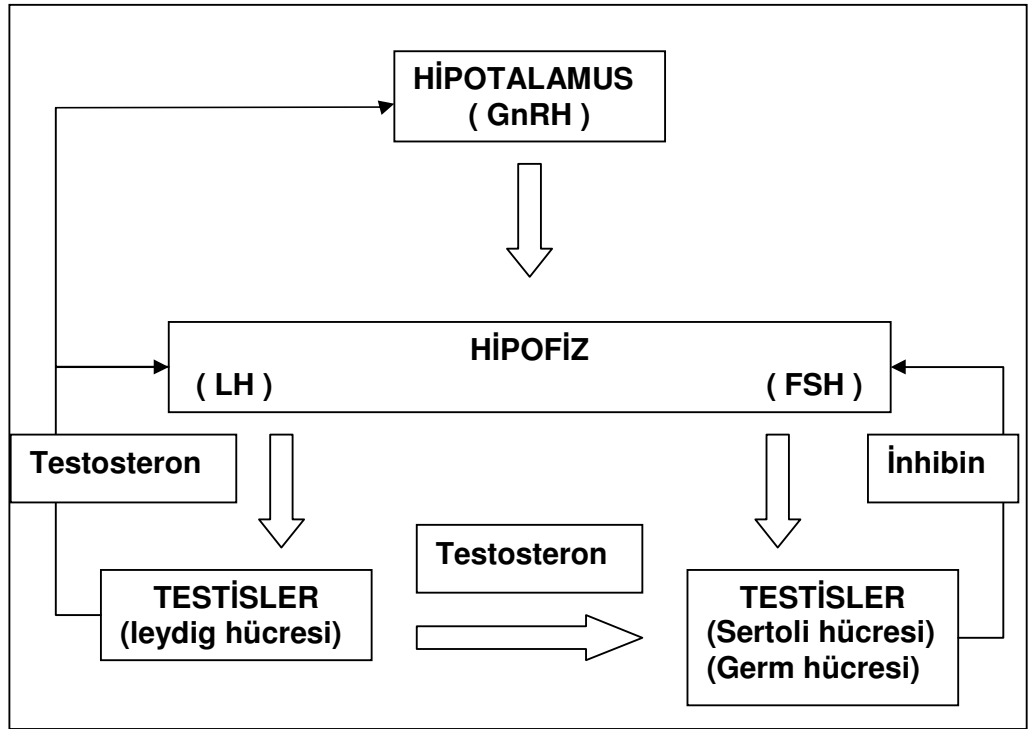 HİPOTALAMUS
( GnRH )
HİPOFİZ
( LH ) ( FSH )
Testosteron
İnhibin
Testosteron
TESTİSLER
(leydig hücresi)
TESTİSLER
(Sertoli hücresi)
(Germ hücresi)